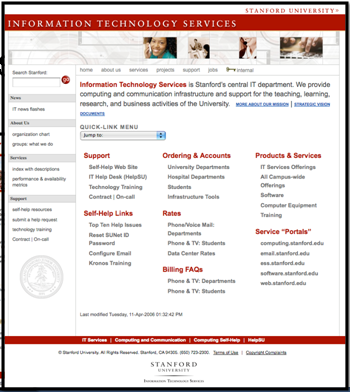 STANFORD UNIVERSITY
INFORMATION TECHNOLOGY SERVICES
Search Stanford
go
home about us services projects support jobs internal
Information Technology Services is Stanford's central IT department. We provide
computing and communication infrastructure and support for the teaching, learning,
research, and business activities of the University. MORE ABOUT OUR MISSION | STRATEGIC VISION
DOCUMENTS
QUICK-LINK MENU
Jump to:
News
IT news flashes
About Us
organization chart
groups: what we do
Services
index with descriptions
performance & availability
metrics
Support
self-help resources
submit a help request
technology training
Contract | On-call
Support
Self-Help Web Site
IT Help Desk (HelpSU)
Technology Training
Contract | On-call
Self-Help Links
Top Ten Help Issues
Reset SUNet ID
Password
Configure Email
Kronos Training
Ordering & Accounts
University Departments
Hospital Departments
Students
Infrastructure Tools
Rates
Phone/Voice Mail:
Departments
Phone & TV: Students
Data Center Rates
Billing FAQs
Phone & TV: Departments
Phone & TV: Students
Products & Services
IT Services Offerings
All Campus-wide
Offerings
Software
Computer Equipment
Training
Service "Portals"
computing.stanford.edu
email.stanford.edu
ess.stanford.edu
software.stanford.edu
web.stanford.edu
Last modified Tuesday, 11-Apr-2006 01:32:42 PM
IT Services | Computing and Communication | Computing Self-Help | HelpSU
© Stanford University. All Rights Reserved. Stanford, CA 94305. (650) 723-2300. Terms of Use | Copyright Complaints
STANFORD
UNIVERSITY
INFORMATION TECHNOLOGY SERVICES